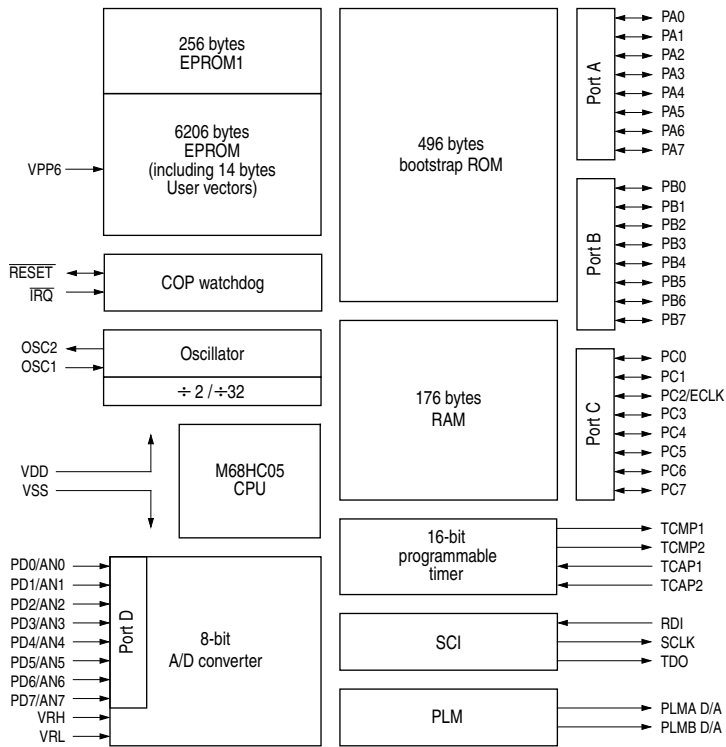 256 bytes
EPROM1
6206 bytes
EPROM
(including 14 bytes
User vectors)
VPP6
496 bytes
bootstrap ROM
Port A
PA0
PA1
PA2
PA3
PA4
PA5
PA6
PA7
Port B
PB0
PB1
PB2
PB3
PB4
PB5
PB6
PB7
RESET
IRQ
COP watchdog
OSC2
OSC1
Oscillator
÷ 2 / ÷32
176 bytes
RAM
Port C
PC0
PC1
PC2/ECLK
PC3
PC4
PC5
PC6
PC7
VDD
VSS
M68HC05
CPU
16-bit
programmable
timer
TCMP1
TCMP2
TCAP1
TCAP2
PD0/AN0
PD1/AN1
PD2/AN2
PD3/AN3
PD4/AN4
PD5/AN5
PD6/AN6
PD7/AN7
VRH
VRL
Port D
8-bit
A/D converter
SCI
RDI
SCLK
TDO
PLM
PLMA D/A
PLMB D/A